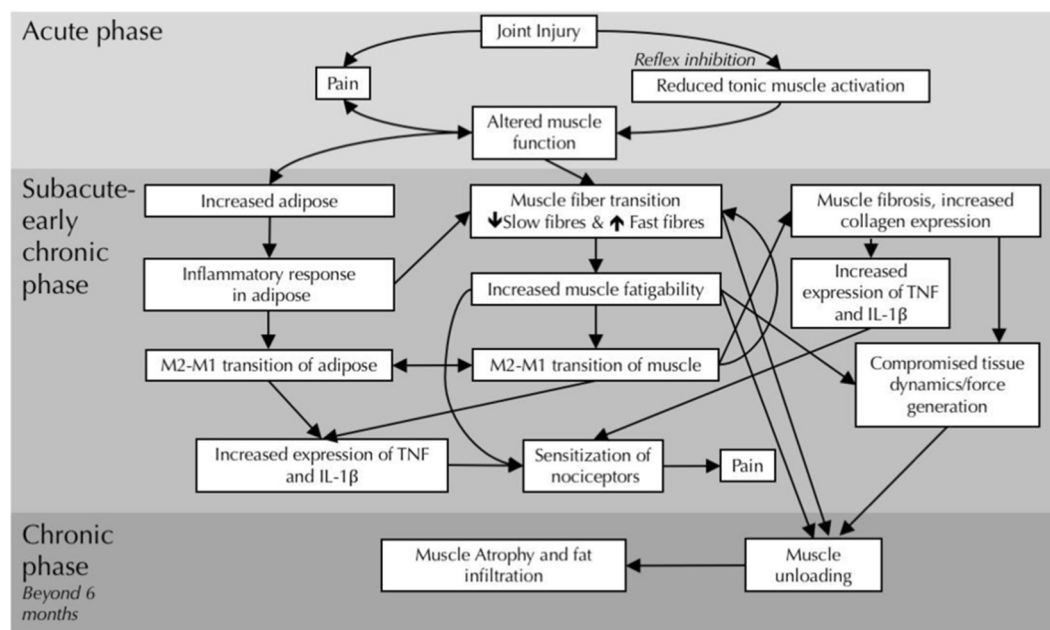 Acute phase
Joint Injury
Reflex inhibition
Pain
Reduced tonic muscle activation
Altered muscle
function
Subacute-
early
chronic
phase
Increased adipose
Muscle fiber transition
↓Slow fibres & ↑ Fast fibres
Muscle fibrosis, increased
collagen expression
Inflammatory response
in adipose
Increased muscle fatigability
Increased
expression of TNF
and IL-1β
M2-M1 transition of adipose
M2-M1 transition of muscle
Compromised tissue
dynamics/force
generation
Increased expression of TNF
and IL-1β
Sensitization of
nociceptors
Pain
Chronic
phase
Beyond 6
months
Muscle Atrophy and fat
infiltration
Muscle
unloading